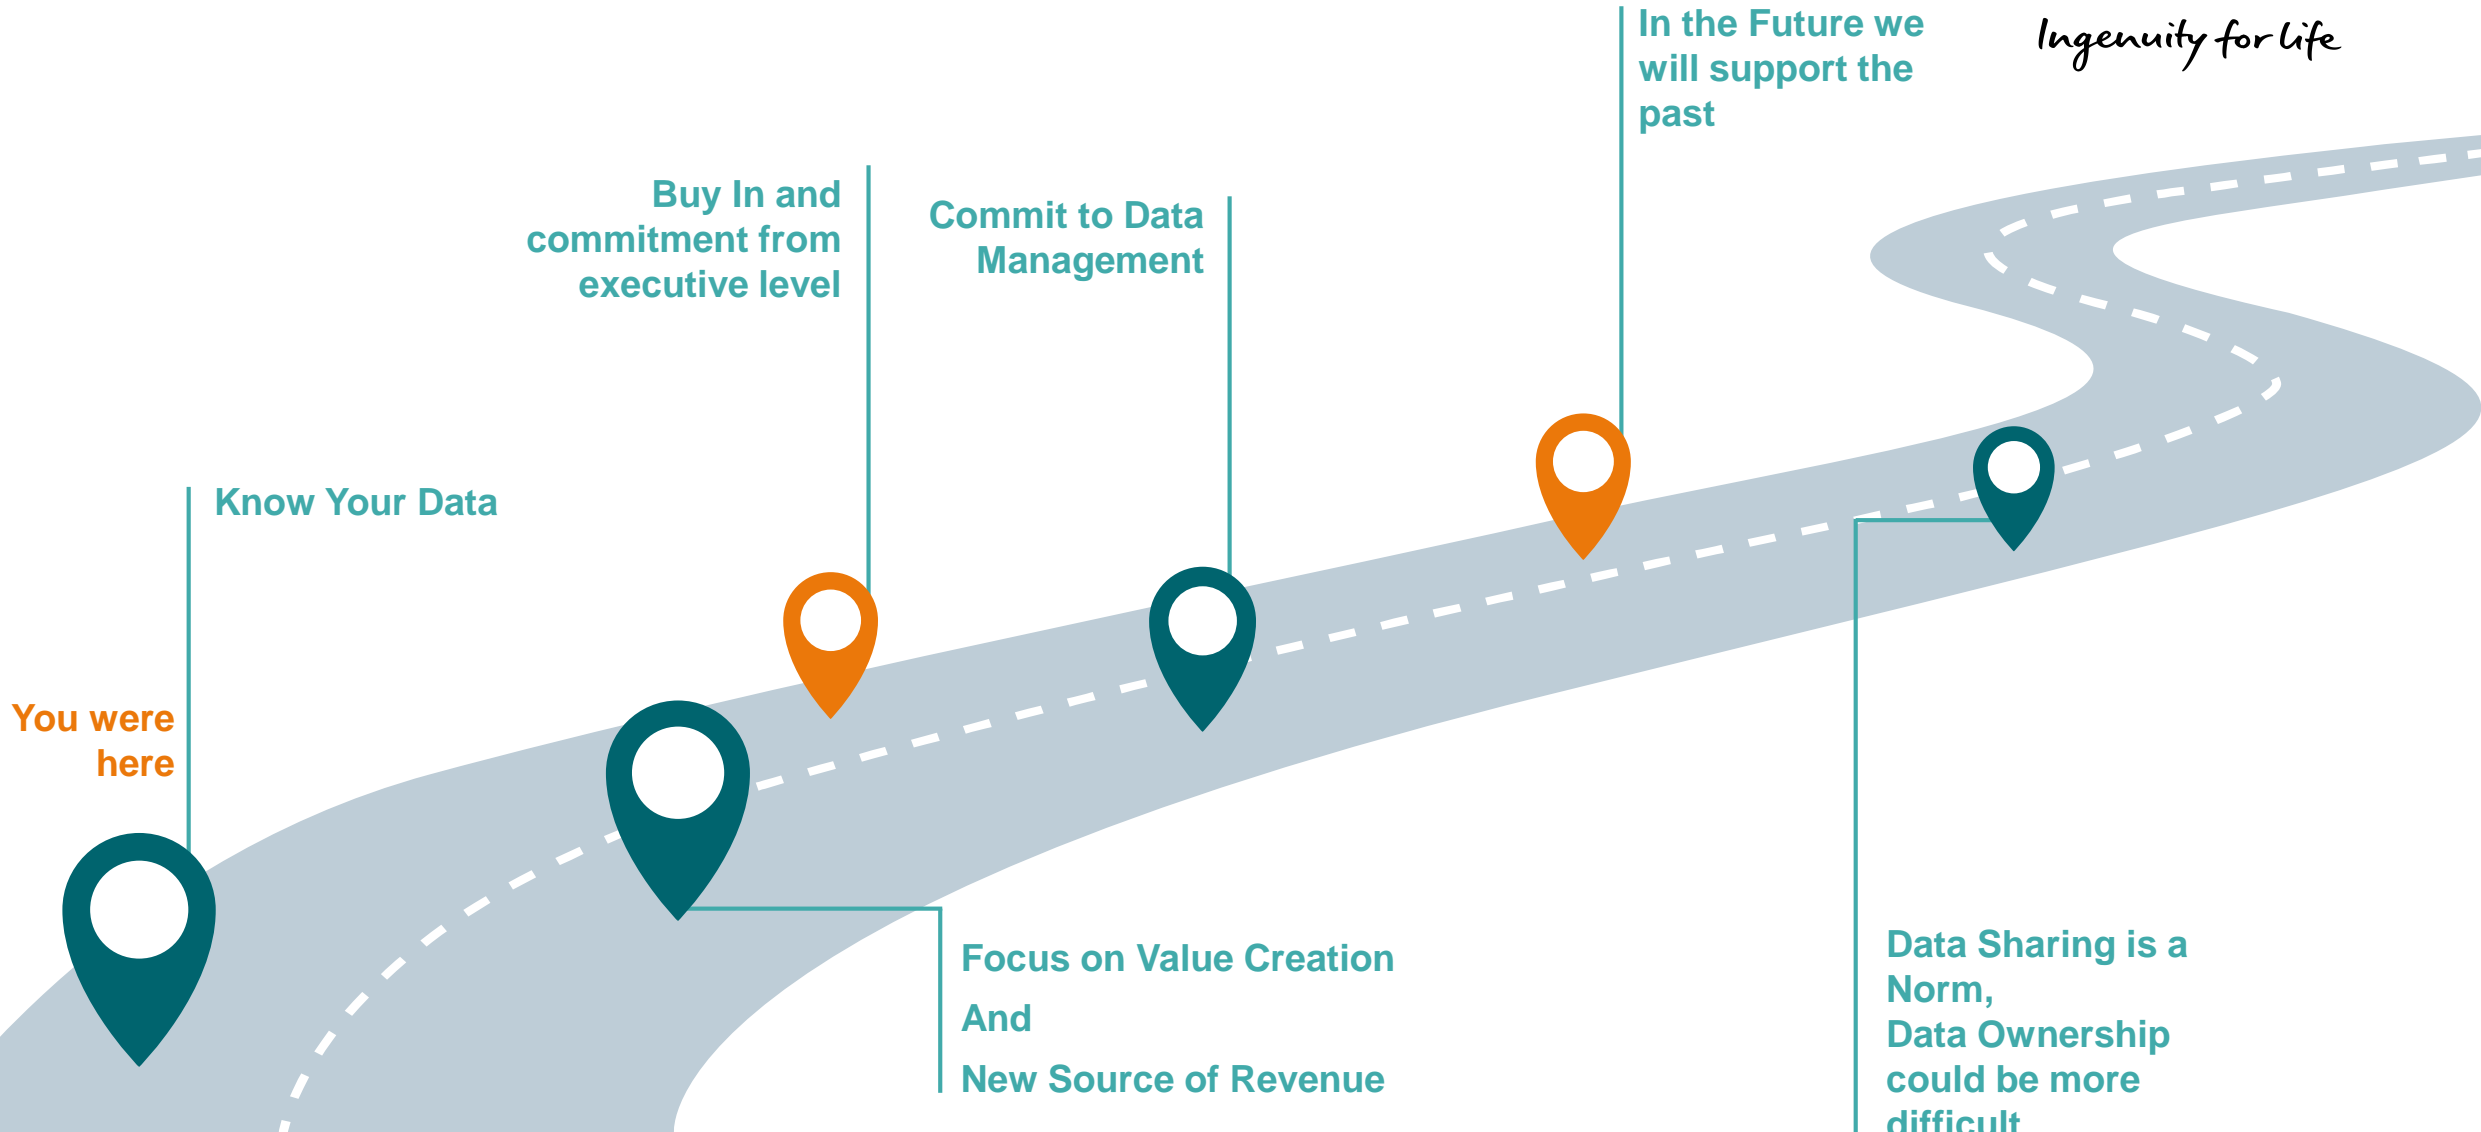 In the Future we
will support the
past
Ingenuity for life
Buy In and
commitment from
executive level
Commit to Data
Management
Know Your Data
You were
here
Focus on Value Creation
And
New Source of Revenue
Data Sharing is a
Norm,
Data Ownership
could be more
difficult